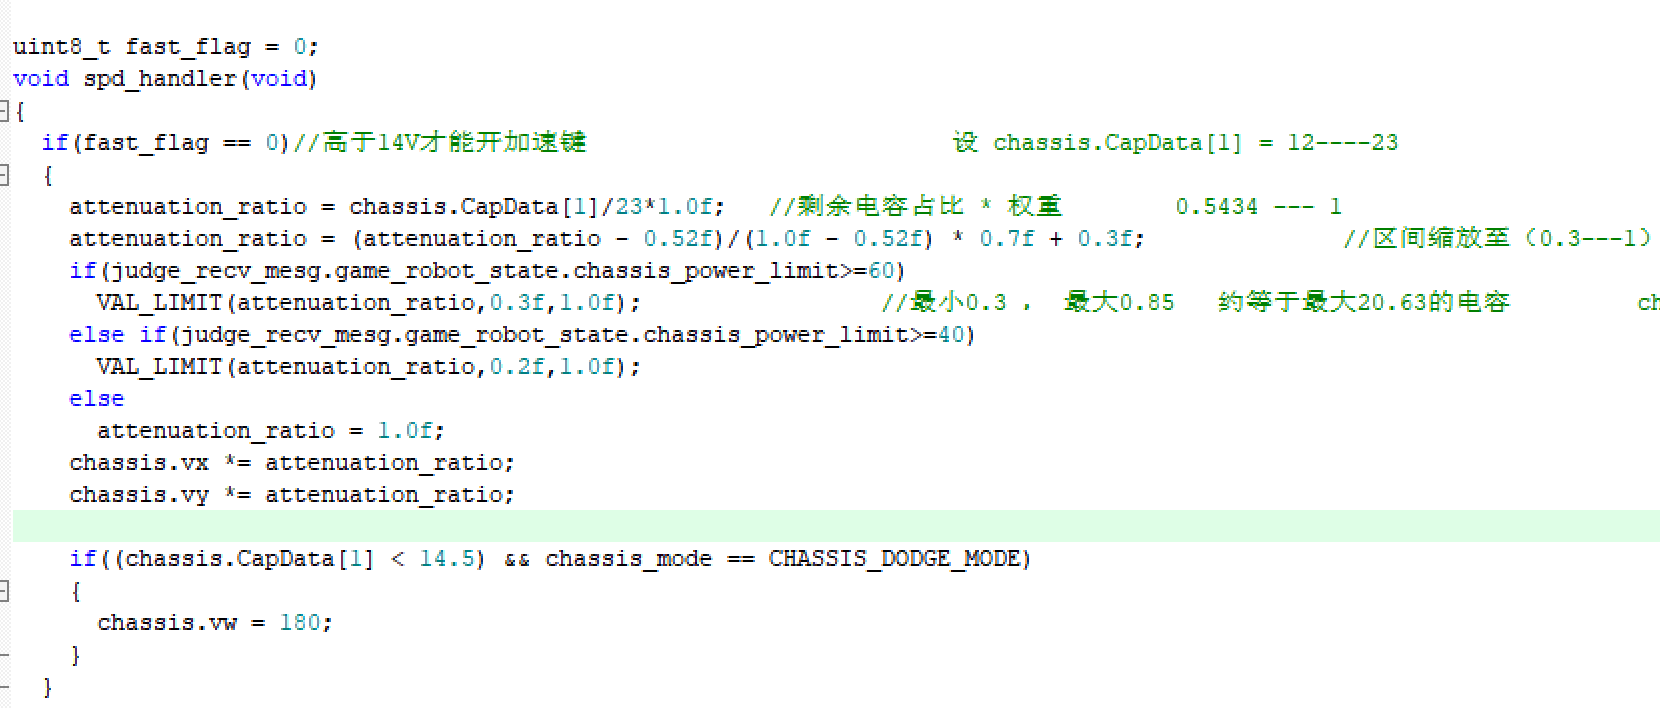 uint8_t fast_flag = 0;
void spd_handler(void)
{
if(fast_flag == 0)//高于14V才能开加速键 设 chassis.CapData[1] = 12----23
{
attenuation_ratio = chassis.CapData[1]/23*1.0f; //剩余电容占比 * 权重 0.5434 --- 1
attenuation_ratio = (attenuation_ratio - 0.52f)/(1.0f - 0.52f) * 0.7f + 0.3f; //区间缩放至（0.3---1）
if(judge_recv_mesg.game_robot_state.chassis_power_limit>=60)
VAL_LIMIT(attenuation_ratio,0.3f,1.0f); //最小0.3 ， 最大0.85 约等于最大20.63的电容 ch
else if(judge_recv_mesg.game_robot_state.chassis_power_limit>=40)
VAL_LIMIT(attenuation_ratio,0.2f,1.0f);
else
attenuation_ratio = 1.0f;
chassis.vx *= attenuation_ratio;
chassis.vy *= attenuation_ratio;
if((chassis.CapData[1] < 14.5) && chassis_mode == CHASSIS_DODGE_MODE)
{
chassis.vw = 180;
}
}